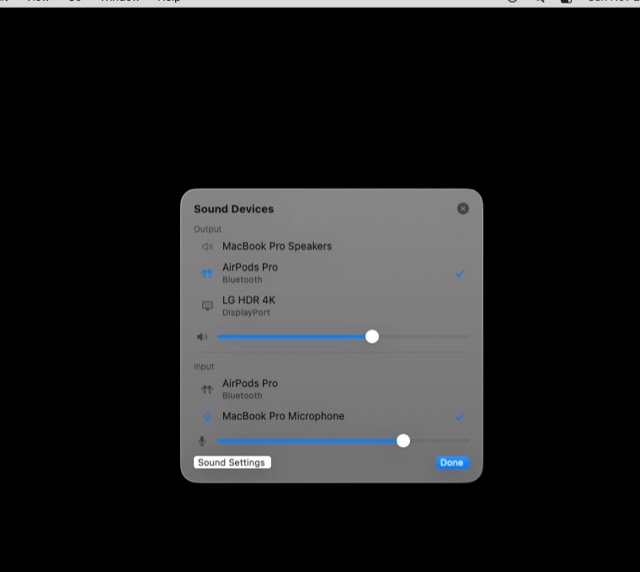 Sound Devices
Output
MacBook Pro Speakers
AirPods Pro
Bluetooth
LG HDR 4K
DisplayPort
Input
AirPods Pro
Bluetooth
MacBook Pro Microphone
Sound Settings
Done